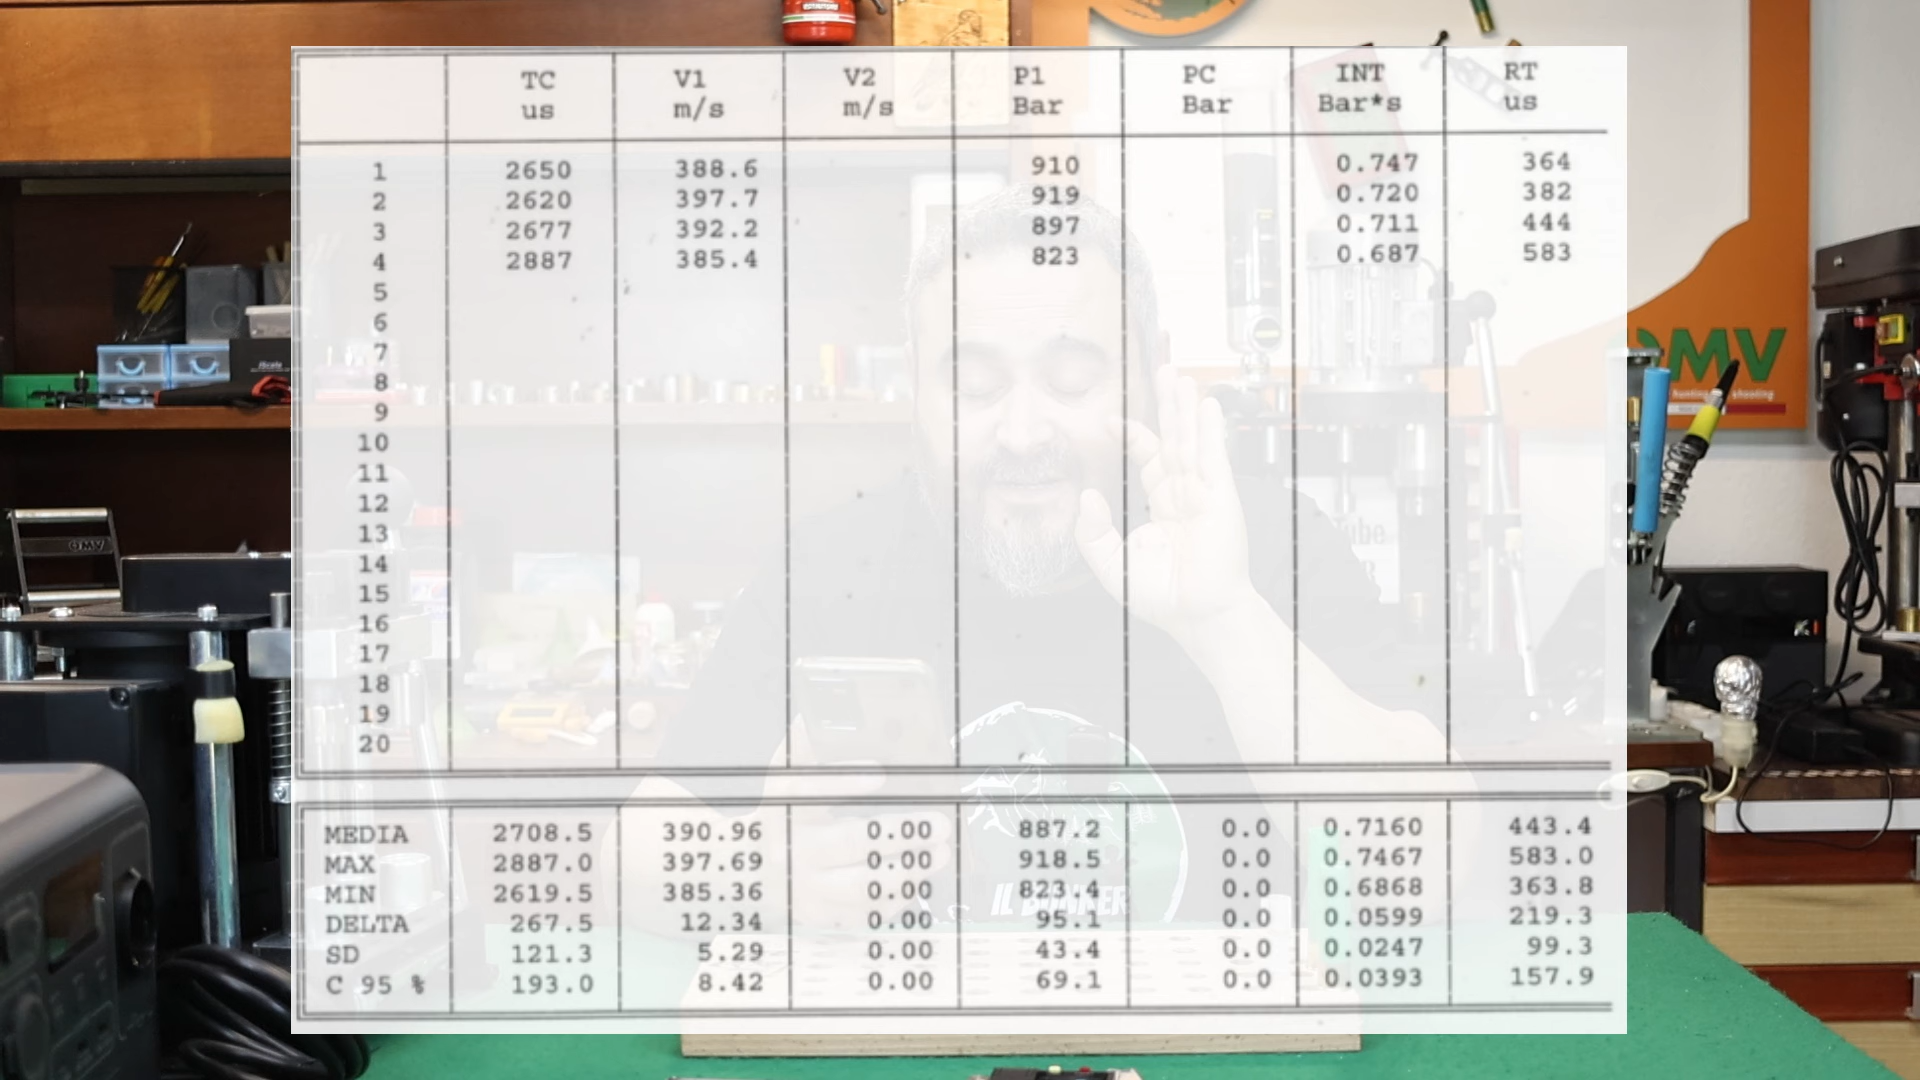 TC V1 V2 P1 PC INT RT
us m/s m/s Bar Bar Bar*s us
1 2650 388.6 910 0.747 364
2 2620 397.7 919 0.720 382
3 2677 392.2 897 0.711 444
4 2887 385.4 823 0.687 583
5
6
7
8
9
10
11
12
13
14
15
16
17
18
19
20
MEDIA 2708.5 390.96 0.00 887.2 0.0 0.7160 443.4
MAX 2887.0 397.69 0.00 918.5 0.0 0.7467 583.0
MIN 2619.5 385.36 0.00 823.4 0.0 0.6868 363.8
DELTA 267.5 12.34 0.00 95.1 0.0 0.0599 219.3
SD 121.3 5.29 0.00 43.4 0.0 0.0247 99.3
C 95 % 193.0 8.42 0.00 69.1 0.0 0.0393 157.9
OMV
hunting shooting
OMV
IL BUNKER